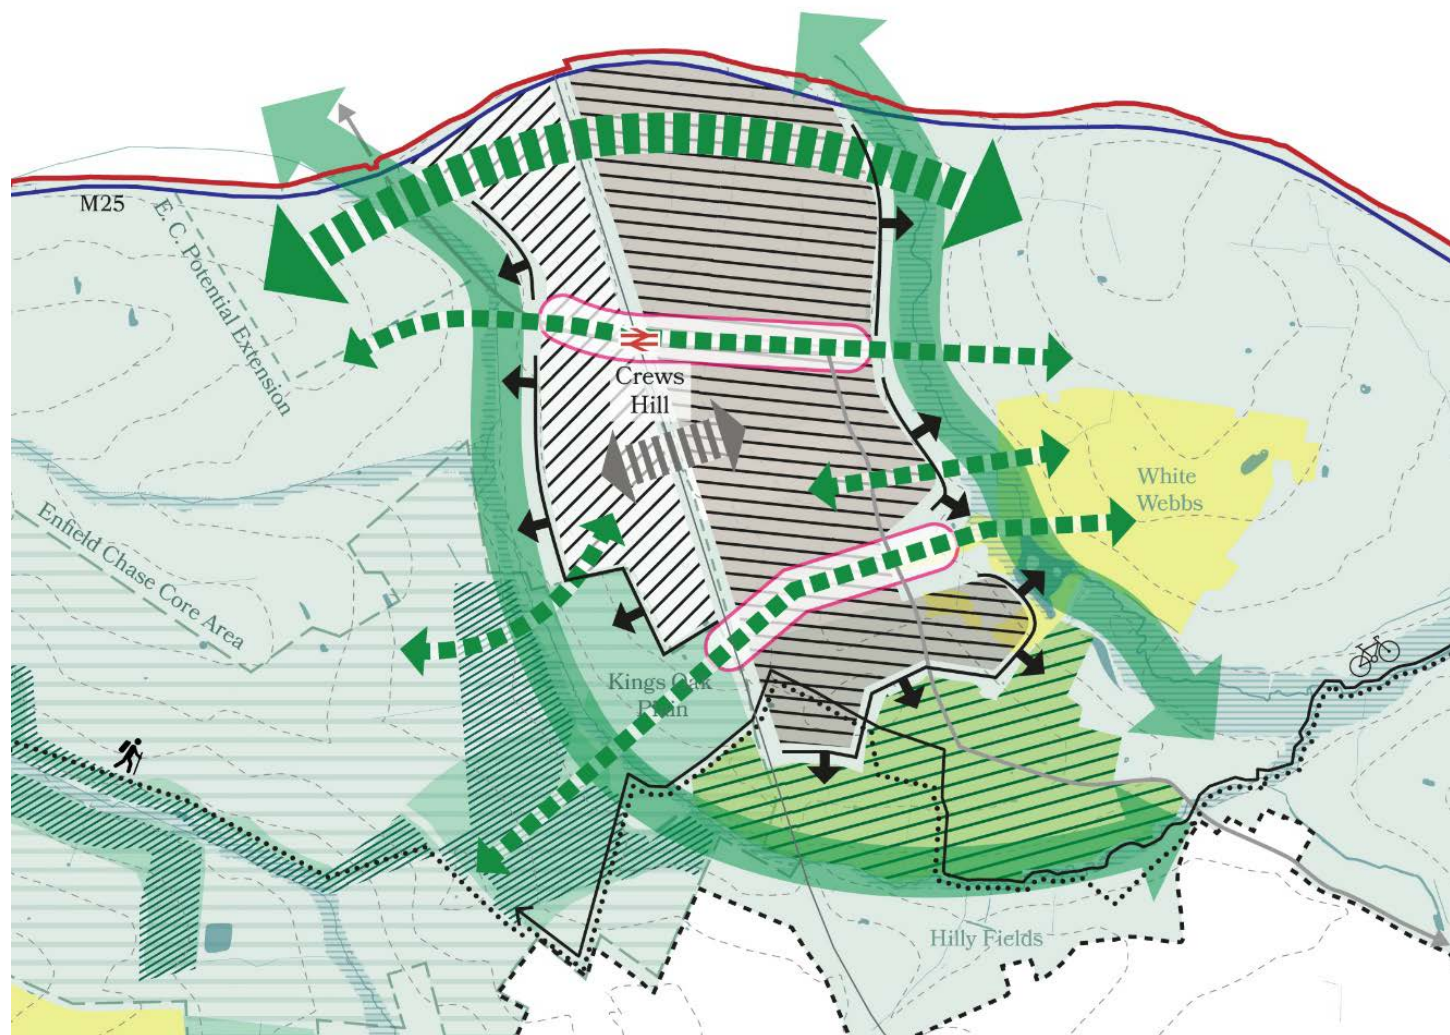 M25
E. C. Potential Extension
Crews
Hill
White
Webbs
Enfield Chase Core Area
Kings Oak
Plain
Hilly Fields